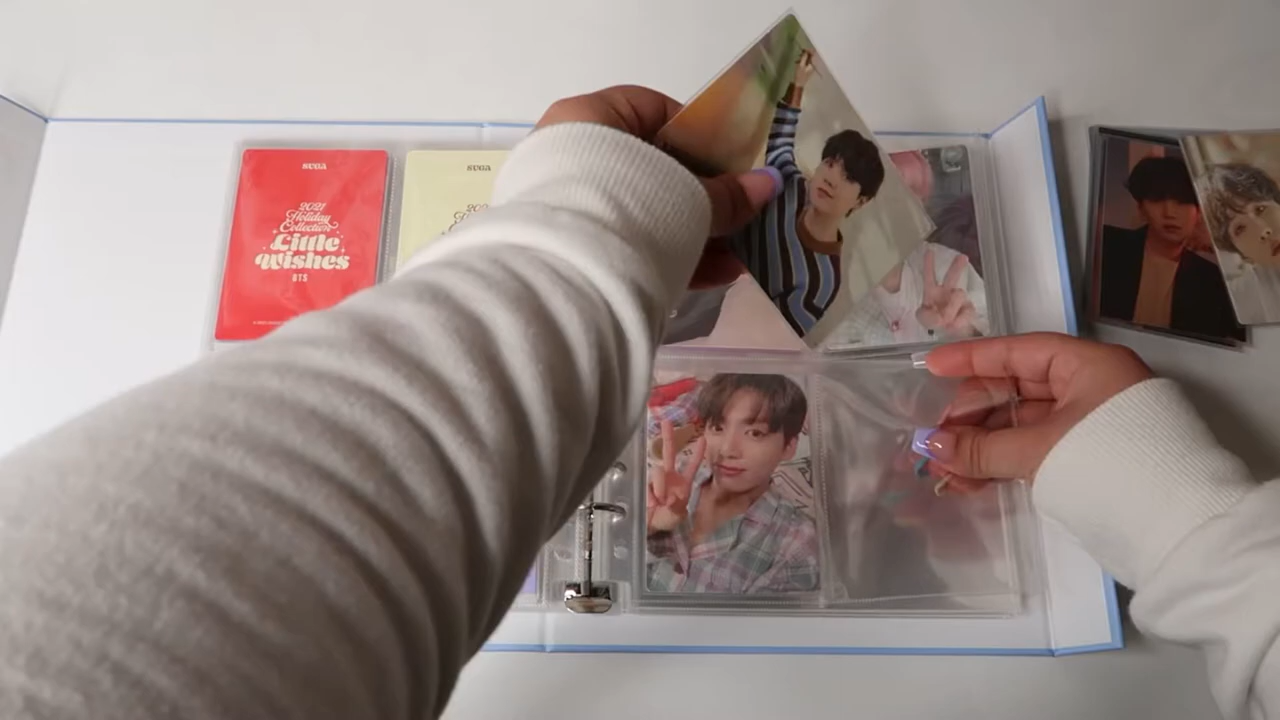 SUGA
2021
Holiday
Collection
Little
Wishes
BTS
SUGA